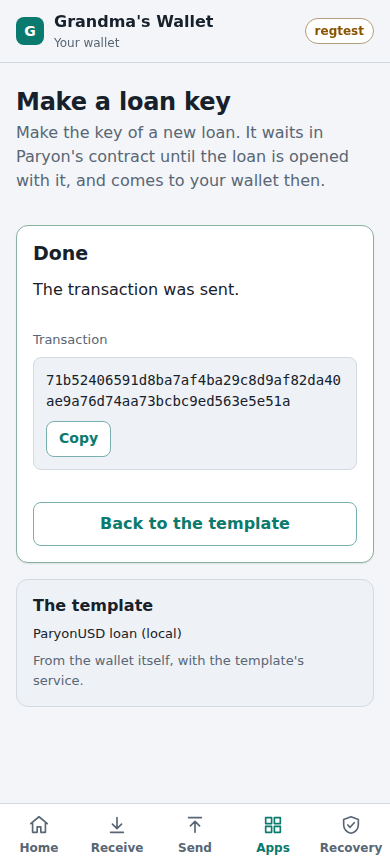 G
Grandma's Wallet
Your wallet
regtest
Make a loan key
Make the key of a new loan. It waits in
Paryon's contract until the loan is opened
with it, and comes to your wallet then.
Done
The transaction was sent.
Transaction
71b52406591d8ba7af4ba29c8d9af82da40
ae9a76d74aa73bcbc9ed563e5e51a
Copy
Back to the template
The template
ParyonUSD loan (local)
From the wallet itself, with the template's
service.
Home
Receive
Send
Apps
Recovery